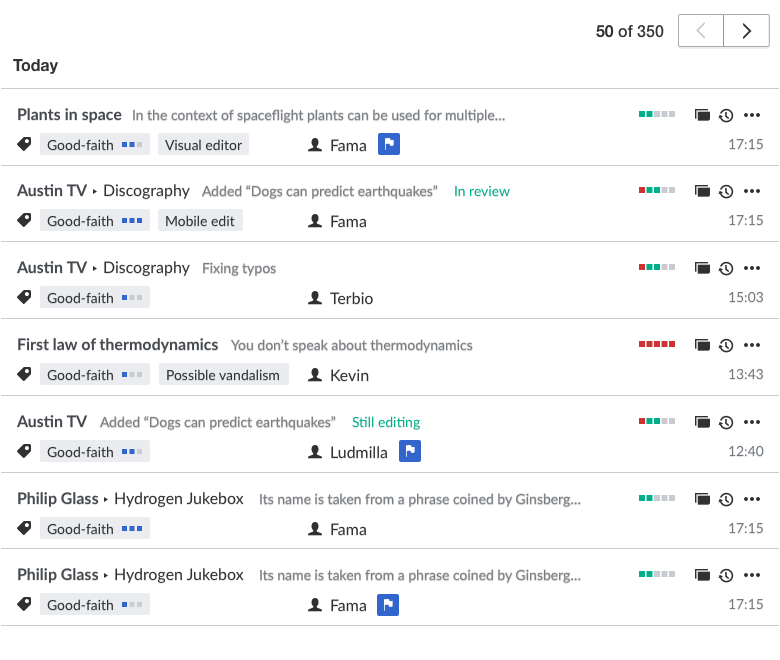 50 of 350
Today
Plants in space In the context of spaceflight plants can be used for multiple...
Good-faith Visual editor Fama 17:15
Austin TV ‣ Discography Added “Dogs can predict earthquakes” In review
Good-faith Mobile edit Fama 17:15
Austin TV ‣ Discography Fixing typos
Good-faith Terbio 15:03
First law of thermodynamics You don’t speak about thermodynamics
Good-faith Possible vandalism Kevin 13:43
Austin TV Added “Dogs can predict earthquakes” Still editing
Good-faith Ludmilla 12:40
Philip Glass ‣ Hydrogen Jukebox Its name is taken from a phrase coined by Ginsberg...
Good-faith Fama 17:15
Philip Glass ‣ Hydrogen Jukebox Its name is taken from a phrase coined by Ginsberg...
Good-faith Fama 17:15